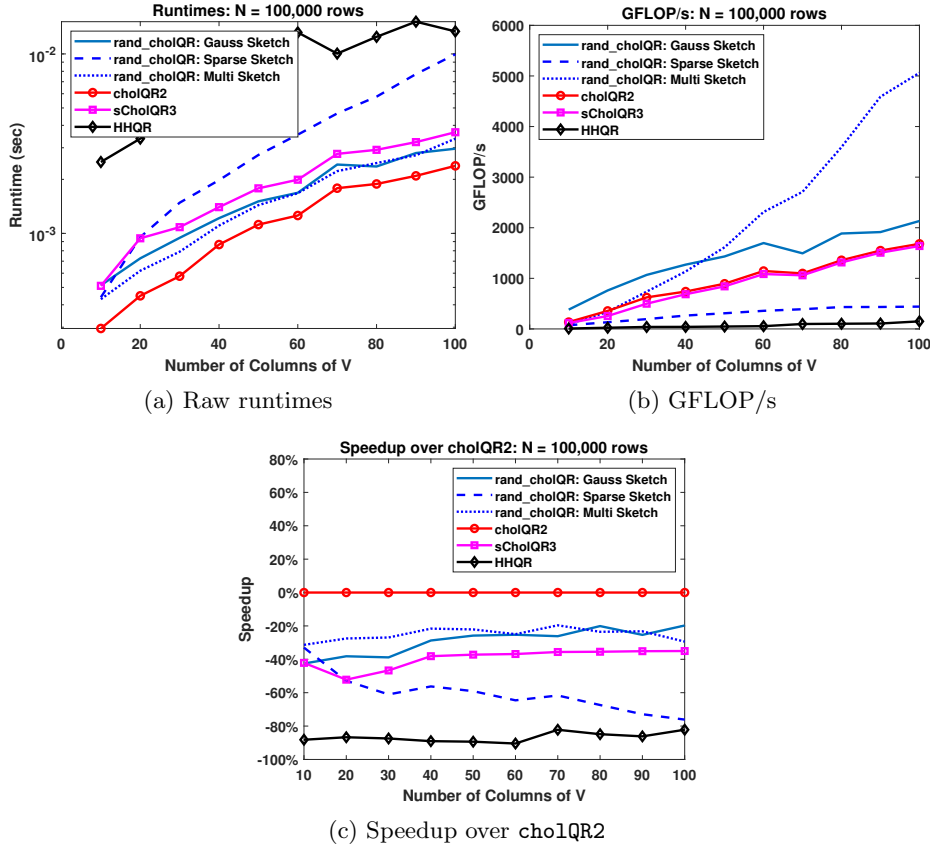 Runtimes: N = 100,000 rows
10^-2
10^-3
Runtime (sec)
rand_cholQR: Gauss Sketch
rand_cholQR: Sparse Sketch
rand_cholQR: Multi Sketch
cholQR2
sCholQR3
HHQR
0 20 40 60 80 100
Number of Columns of V
(a) Raw runtimes
GFLOP/s: N = 100,000 rows
6000
5000
4000
3000
2000
1000
0
GFLOP/s
rand_cholQR: Gauss Sketch
rand_cholQR: Sparse Sketch
rand_cholQR: Multi Sketch
cholQR2
sCholQR3
HHQR
0 20 40 60 80 100
Number of Columns of V
(b) GFLOP/s
Speedup over cholQR2: N = 100,000 rows
80%
60%
40%
20%
0%
-20%
-40%
-60%
-80%
-100%
Speedup
rand_cholQR: Gauss Sketch
rand_cholQR: Sparse Sketch
rand_cholQR: Multi Sketch
cholQR2
sCholQR3
HHQR
10 20 30 40 50 60 70 80 90 100
Number of Columns of V
(c) Speedup over cholQR2